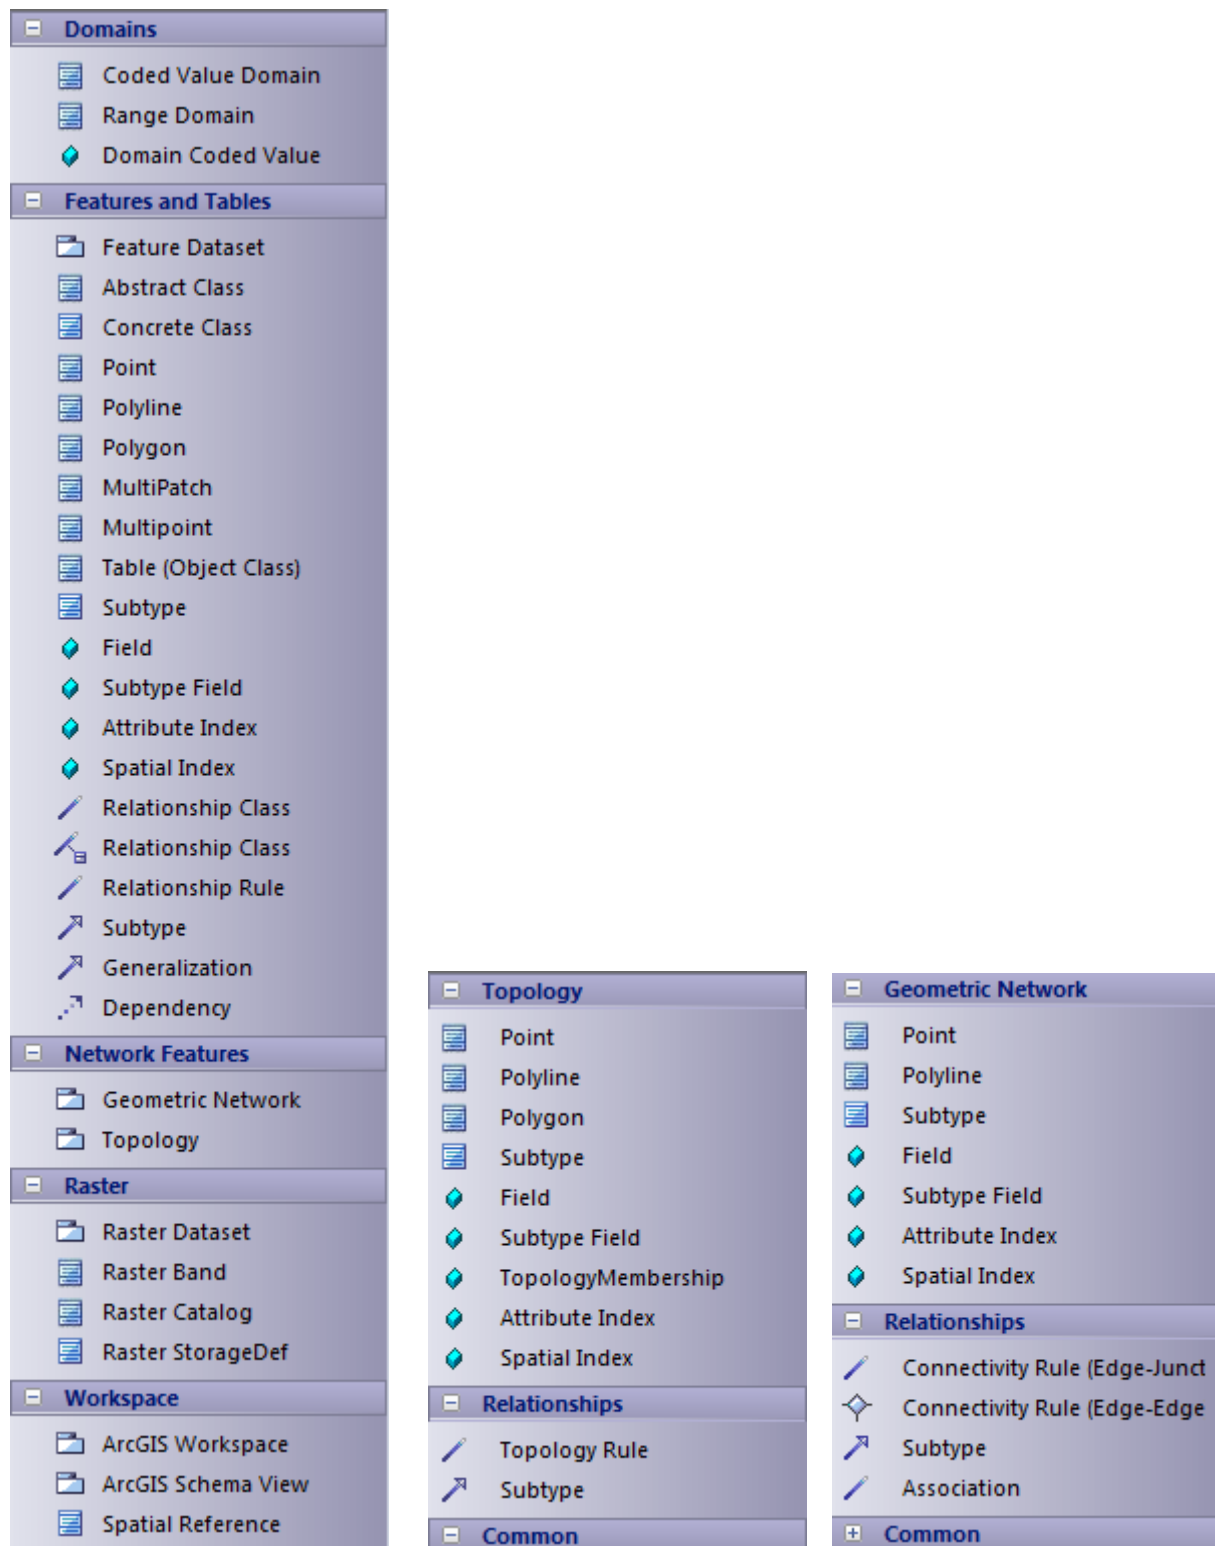 Domains
Coded Value Domain
Range Domain
Domain Coded Value
Features and Tables
Feature Dataset
Abstract Class
Concrete Class
Point
Polyline
Polygon
MultiPatch
Multipoint
Table (Object Class)
Subtype
Field
Subtype Field
Attribute Index
Spatial Index
Relationship Class
Relationship Class
Relationship Rule
Subtype
Generalization
Dependency
Network Features
Geometric Network
Topology
Raster
Raster Dataset
Raster Band
Raster Catalog
Raster StorageDef
Workspace
ArcGIS Workspace
ArcGIS Schema View
Spatial Reference
Topology
Point
Polyline
Polygon
Subtype
Field
Subtype Field
TopologyMembership
Attribute Index
Spatial Index
Relationships
Topology Rule
Subtype
Common
Geometric Network
Point
Polyline
Subtype
Field
Subtype Field
Attribute Index
Spatial Index
Relationships
Connectivity Rule (Edge-Junct
Connectivity Rule (Edge-Edge
Subtype
Association
Common